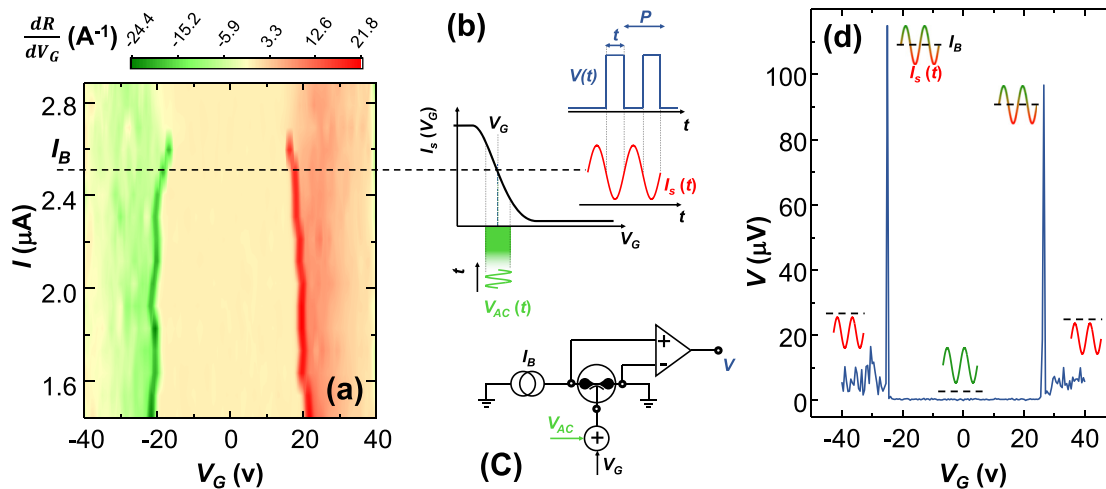 dR
dV_G (A⁻¹)
-24.4 -15.2 -5.9 3.3 12.6 21.8
I_B
I (μA)
2.8
2.4
2.0
1.6
(a)
-40 -20 0 20 40
V_G (v)
(b)
P
t
V(t)
t
V_G
I_s (V_G)
I_s (t)
t
V_G
t
V_AC (t)
I_B
+
-
V
V_AC
+
V_G
(C)
(d)
I_B
I_s (t)
V (μV)
100
80
60
40
20
0
-40 -20 0 20 40
V_G (v)